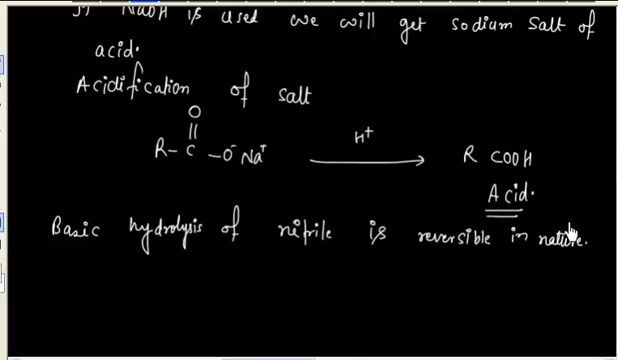 If NaOH is used we will get sodium salt of
acid.
Acidification of salt
O
||
R- C -O⁻ Na⁺ H⁺ R COOH
Acid.
Basic hydrolysis of nitrile is reversible in nature.